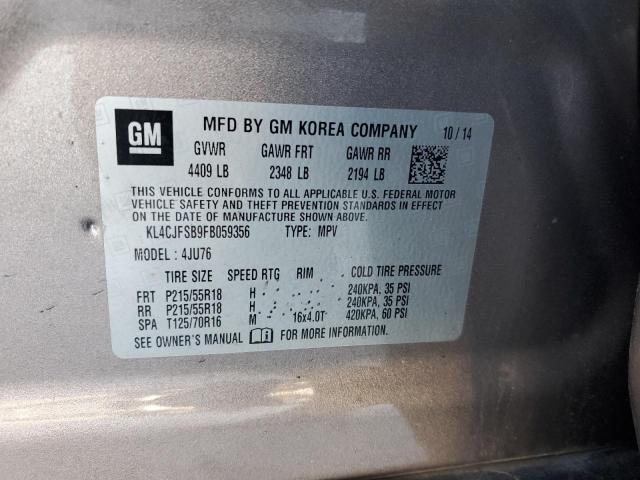 GM
MFD BY GM KOREA COMPANY 10/14
GVWR GAWR FRT GAWR RR
4409 LB 2348 LB 2194 LB
THIS VEHICLE CONFORMS TO ALL APPLICABLE U.S. FEDERAL MOTOR
VEHICLE SAFETY AND THEFT PREVENTION STANDARDS IN EFFECT
ON THE DATE OF MANUFACTURE SHOWN ABOVE.
KL4CJFSB9FB059356 TYPE: MPV
MODEL: 4JU76
TIRE SIZE SPEED RTG RIM COLD TIRE PRESSURE
FRT P215/55R18 H 240KPA, 35 PSI
RR P215/55R18 H 240KPA, 35 PSI
SPA T125/70R16 M 16x4.0T 420KPA, 60 PSI
SEE OWNER'S MANUAL FOR MORE INFORMATION.